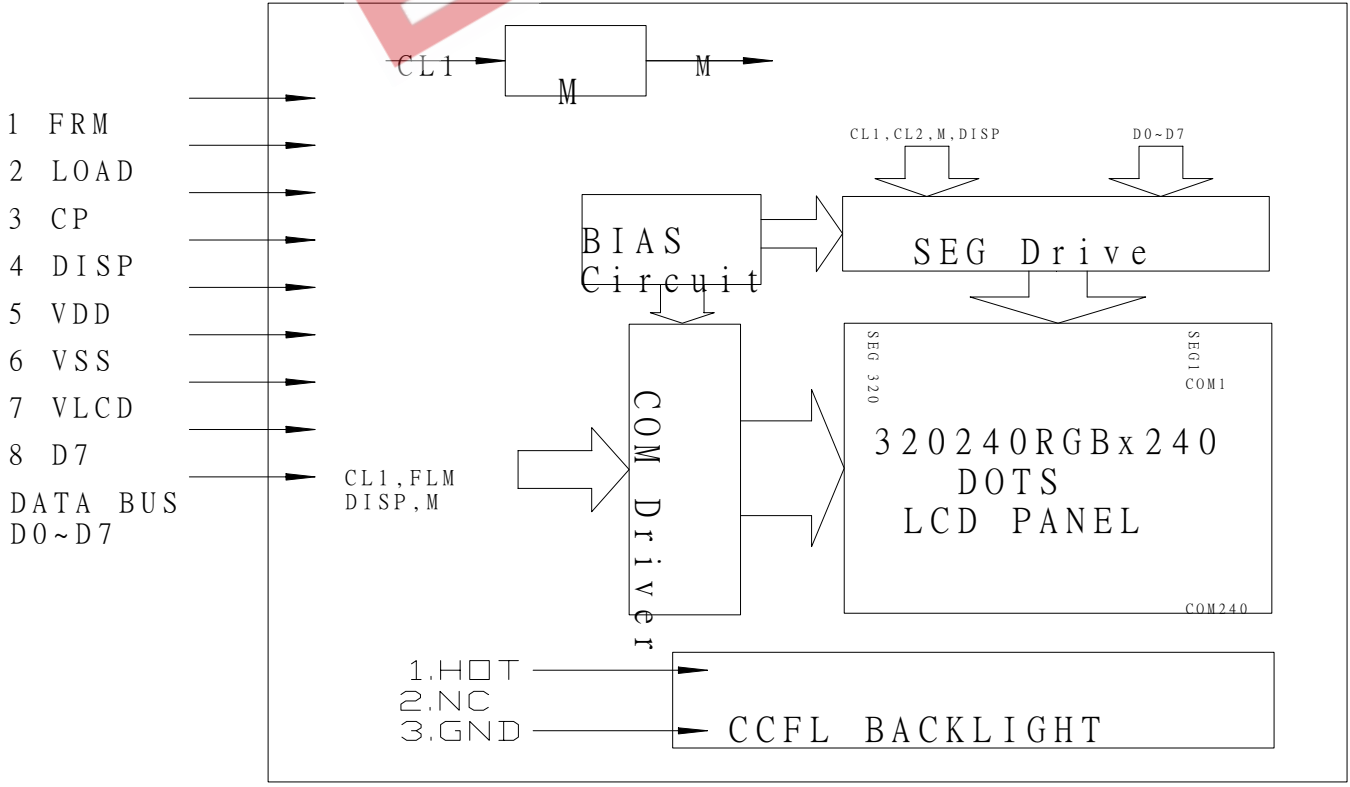 CL1
M
M
1 FRM
2 LOAD
3 CP
4 DISP
5 VDD
6 VSS
7 VLCD
8 D7
DATA BUS
D0~D7
CL1,CL2,M,DISP
D0~D7
BIAS
Circuit
SEG Drive
SEG 320
SEG1
COM1
COM Driver
320240RGBx240
DOTS
LCD PANEL
CL1,FLM
DISP,M
COM240
1.HOT
2.NC
3.GND
CCFL BACKLIGHT